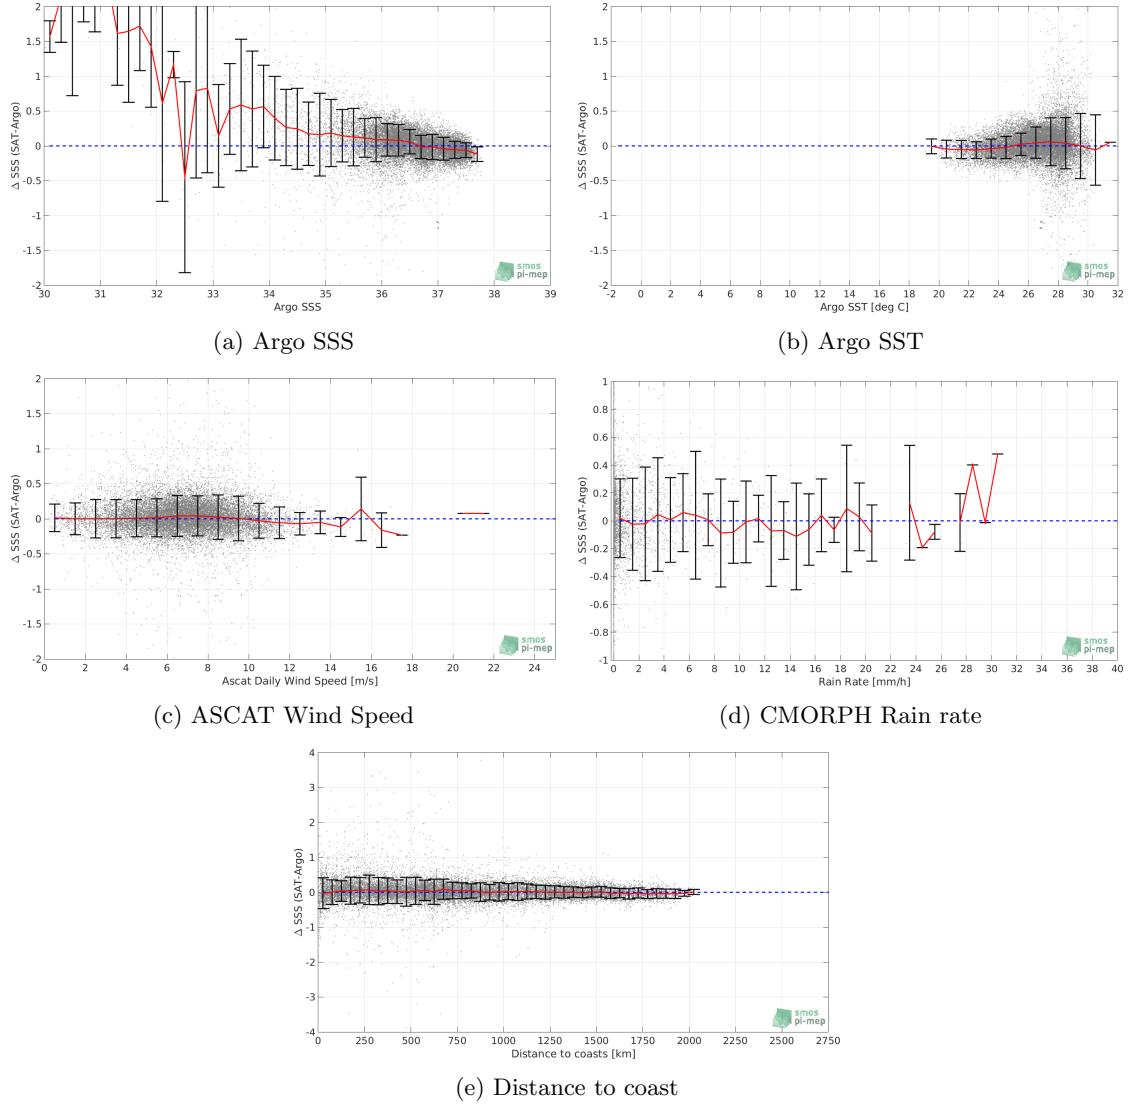 2
1.5
1
0.5
0
-0.5
-1
-1.5
-2
Δ SSS (SAT-Argo)
30 31 32 33 34 35 36 37 38 39
Argo SSS
smos
pi-mep
(a) Argo SSS
2
1.5
1
0.5
0
-0.5
-1
-1.5
-2
Δ SSS (SAT-Argo)
-2 0 2 4 6 8 10 12 14 16 18 20 22 24 26 28 30 32
Argo SST [deg C]
smos
pi-mep
(b) Argo SST
2
1.5
1
0.5
0
-0.5
-1
-1.5
-2
Δ SSS (SAT-Argo)
0 2 4 6 8 10 12 14 16 18 20 22 24
Ascat Daily Wind Speed [m/s]
smos
pi-mep
(c) ASCAT Wind Speed
1
0.8
0.6
0.4
0.2
0
-0.2
-0.4
-0.6
-0.8
-1
Δ SSS (SAT-Argo)
0 2 4 6 8 10 12 14 16 18 20 22 24 26 28 30 32 34 36 38 40
Rain Rate [mm/h]
smos
pi-mep
(d) CMORPH Rain rate
4
3
2
1
0
-1
-2
-3
-4
Δ SSS (SAT-Argo)
0 250 500 750 1000 1250 1500 1750 2000 2250 2500 2750
Distance to coasts [km]
smos
pi-mep
(e) Distance to coast